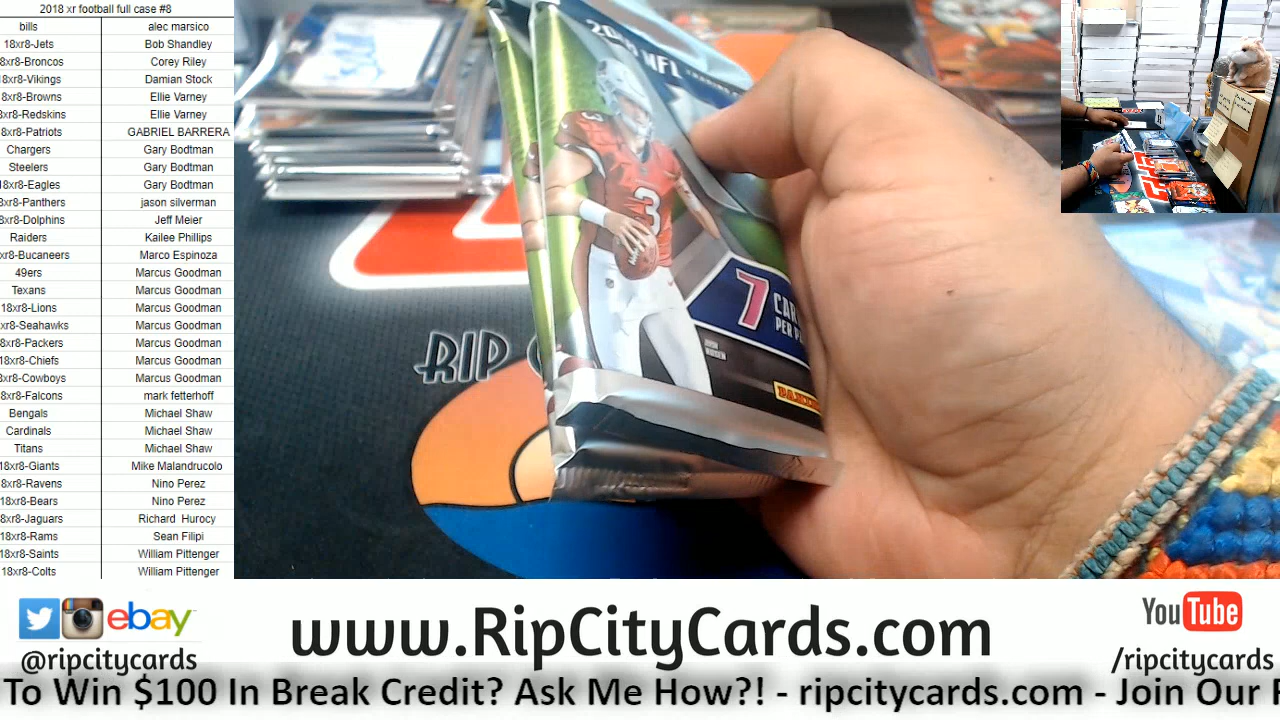 2018 xr football full case #8
bills alec marsico
18xr8-Jets Bob Shandley
8xr8-Broncos Corey Riley
8xr8-Vikings Damian Stock
8xr8-Browns Ellie Varney
8xr8-Redskins Ellie Varney
8xr8-Patriots GABRIEL BARRERA
Chargers Gary Bodtman
Steelers Gary Bodtman
18xr8-Eagles Gary Bodtman
8xr8-Panthers jason silverman
8xr8-Dolphins Jeff Meier
Raiders Kailee Phillips
xr8-Bucaneers Marco Espinoza
49ers Marcus Goodman
Texans Marcus Goodman
18xr8-Lions Marcus Goodman
xr8-Seahawks Marcus Goodman
8xr8-Packers Marcus Goodman
18xr8-Chiefs Marcus Goodman
8xr8-Cowboys Marcus Goodman
8xr8-Falcons mark fetterhoff
Bengals Michael Shaw
Cardinals Michael Shaw
Titans Michael Shaw
18xr8-Giants Mike Malandrucolo
8xr8-Ravens Nino Perez
18xr8-Bears Nino Perez
8xr8-Jaguars Richard Hurocy
18xr8-Rams Sean Filipi
18xr8-Saints William Pittenger
18xr8-Colts William Pittenger
NFL
3
7 CAR
PER P
PANINI
RIP
ebay
@ripcitycards
www.RipCityCards.com
YouTube
/ripcitycards
To Win $100 In Break Credit? Ask Me How?! - ripcitycards.com - Join Our